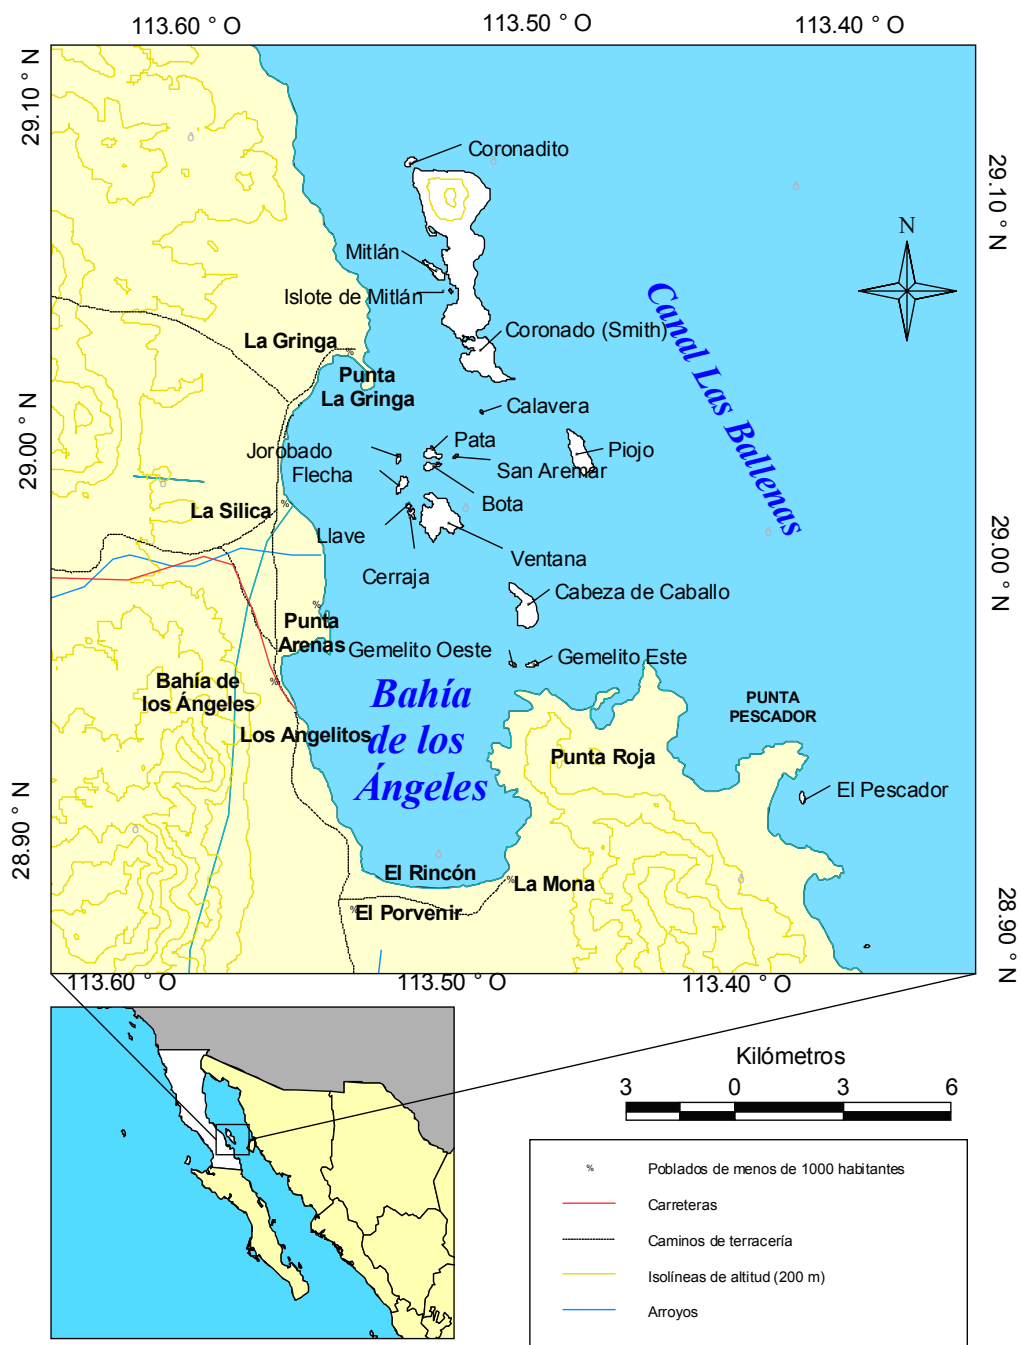 113.60 ° O
113.50 ° O
113.40 ° O
29.10 ° N
29.10 ° N
Coronadito
N
Mitlán
Islote de Mitlán
Canal Las Ballenas
La Gringa
Coronado (Smith)
Punta
La Gringa
Calavera
29.00 ° N
Jorobado
Pata
Piojo
Flecha
San Aremar
Bota
La Silica
Llave
Ventana
29.00 ° N
Cerraja
Cabeza de Caballo
Punta
Arenas
Gemelito Oeste
Gemelito Este
Bahía de
los Ángeles
Bahía
de los
Ángeles
PUNTA
PESCADOR
Los Angelitos
Punta Roja
El Pescador
28.90 ° N
El Rincón
La Mona
El Porvenir
28.90 ° N
113.60 ° O
113.50 ° O
113.40 ° O
Kilómetros
3 0 3 6
% Poblados de menos de 1000 habitantes
Carreteras
Caminos de terracería
Isolíneas de altitud (200 m)
Arroyos